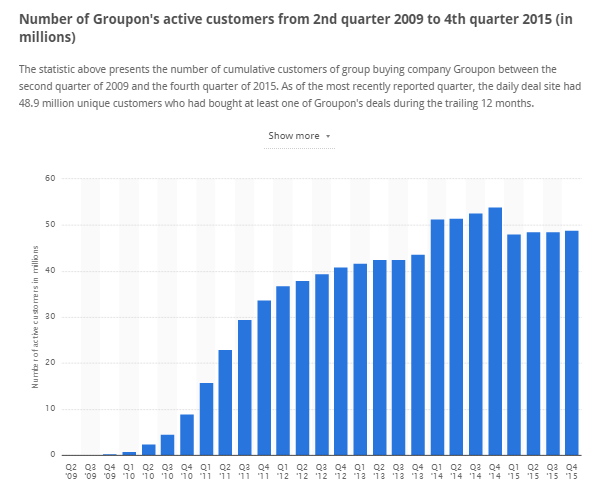 Number of Groupon's active customers from 2nd quarter 2009 to 4th quarter 2015 (in
millions)
The statistic above presents the number of cumulative customers of group buying company Groupon between the
second quarter of 2009 and the fourth quarter of 2015. As of the most recently reported quarter, the daily deal site had
48.9 million unique customers who had bought at least one of Groupon's deals during the trailing 12 months.
Show more
Number of active customers in millions
60
50
40
30
20
10
0
Q2 Q3 Q4 Q1 Q2 Q3 Q4 Q1 Q2 Q3 Q4 Q1 Q2 Q3 Q4 Q1 Q2 Q3 Q4 Q1 Q2 Q3 Q4 Q1 Q2 Q3 Q4
'09 '09 '09 '10 '10 '10 '10 '11 '11 '11 '11 '12 '12 '12 '12 '13 '13 '13 '13 '14 '14 '14 '14 '15 '15 '15 '15